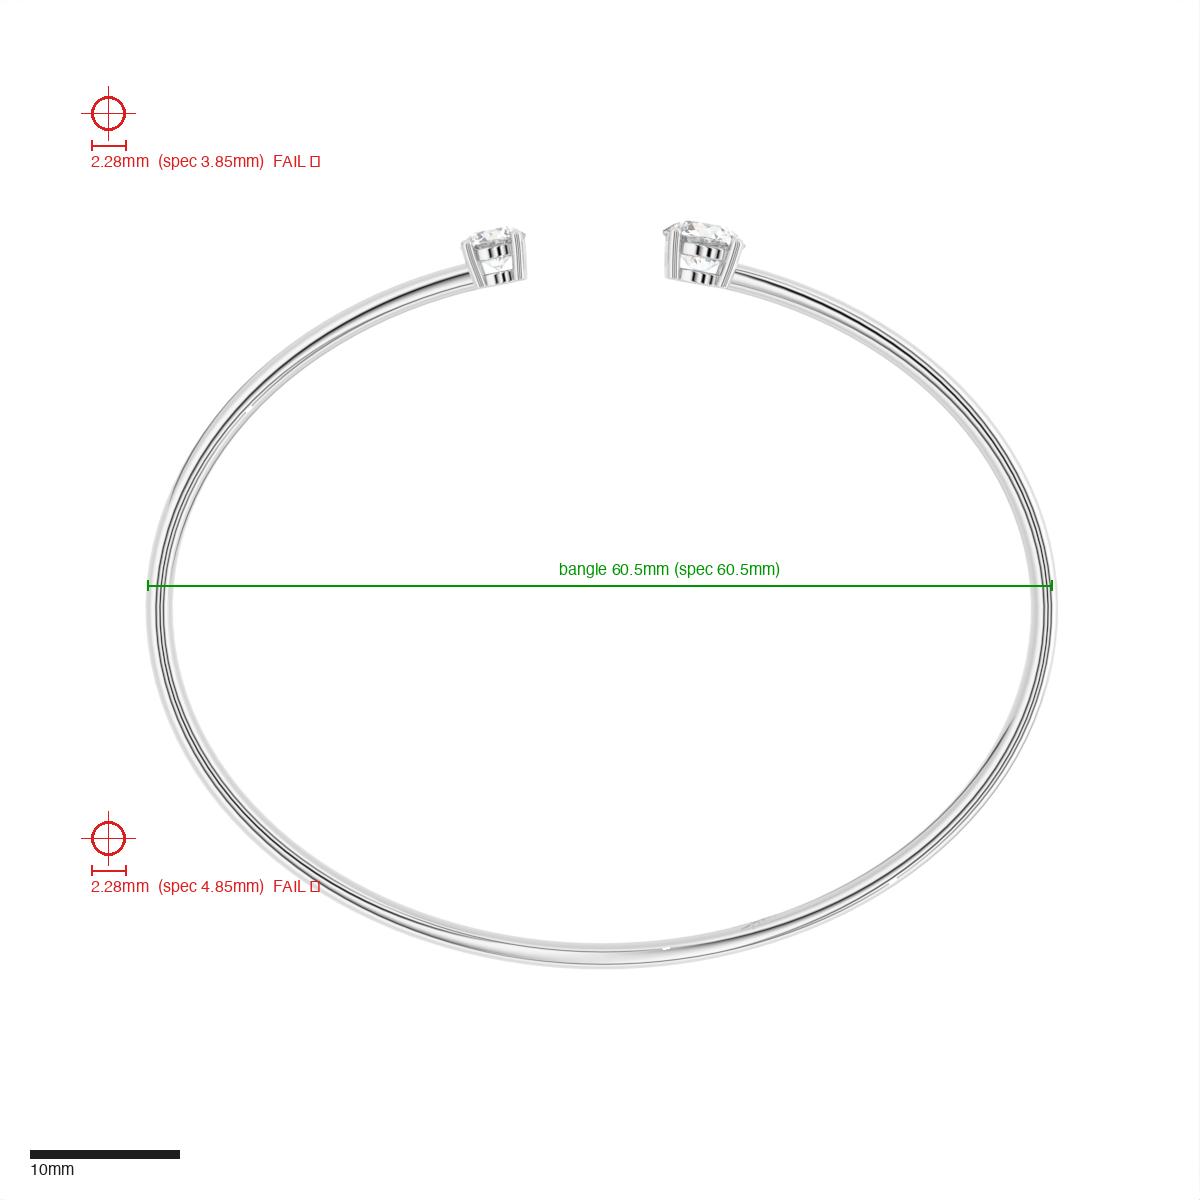 2.28mm (spec 3.85mm) FAIL □
bangle 60.5mm (spec 60.5mm)
2.28mm (spec 4.85mm) FAIL □
10mm